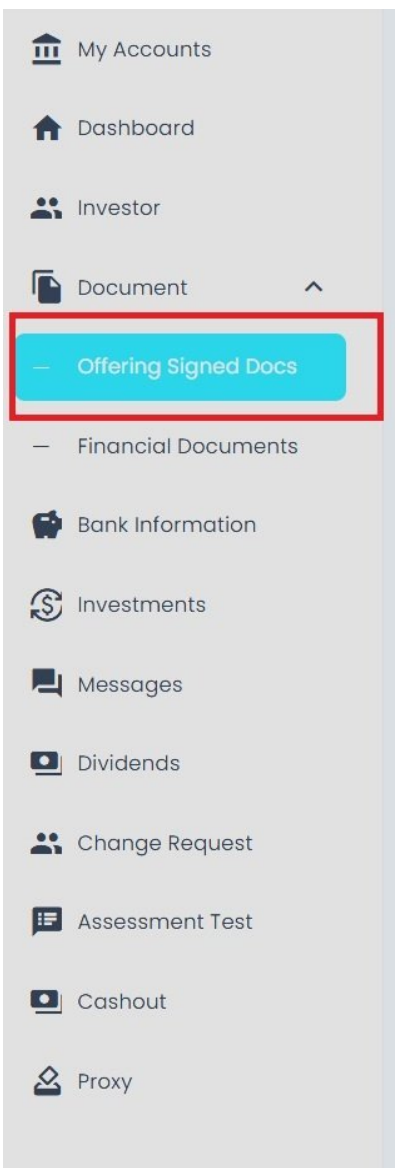 My Accounts
Dashboard
Investor
Document
Offering Signed Docs
Financial Documents
Bank Information
Investments
Messages
Dividends
Change Request
Assessment Test
Cashout
Proxy